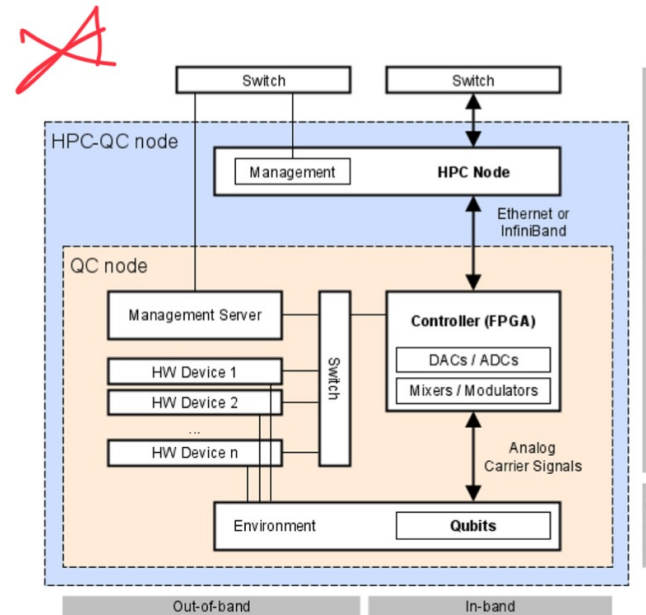 Switch
Switch
HPC-QC node
Management
HPC Node
Ethernet or
InfiniBand
QC node
Management Server
Switch
Controller (FPGA)
DACs / ADCs
Mixers / Modulators
HW Device 1
HW Device 2
...
HW Device n
Analog
Carrier Signals
Environment
Qubits
Out-of-band
In-band